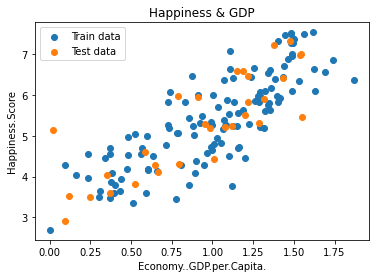 Happiness & GDP
Train data
Test data
Happiness.Score
7
6
5
4
3
0.00
0.25
0.50
0.75
1.00
1.25
1.50
1.75
Economy..GDP.per.Capita.